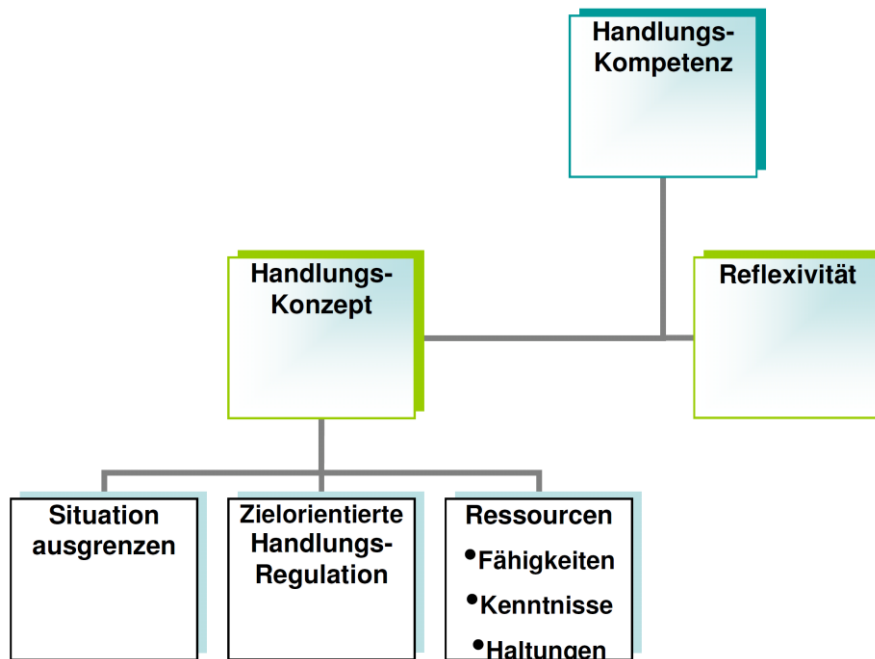 Handlungs-
Kompetenz
Handlungs-
Konzept
Reflexivität
Situation
ausgrenzen
Zielorientierte
Handlungs-
Regulation
Ressourcen
•Fähigkeiten
•Kenntnisse
•Haltungen